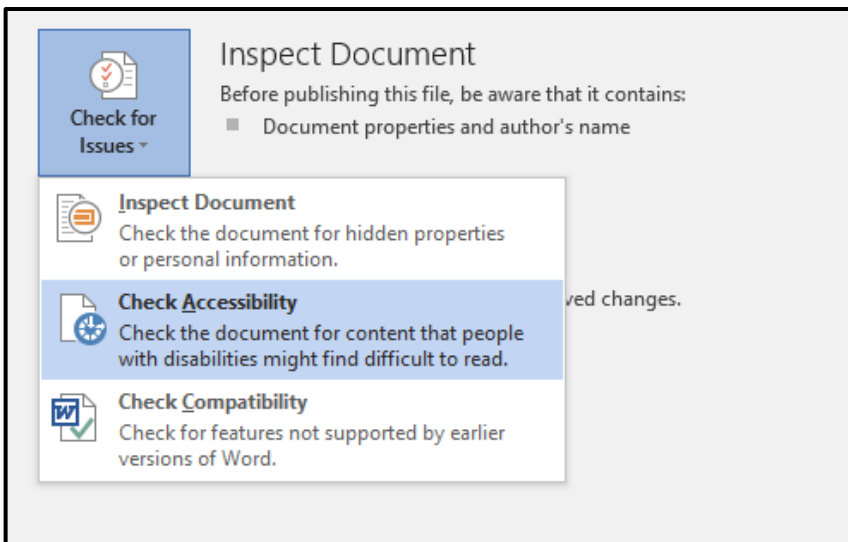 Inspect Document
Before publishing this file, be aware that it contains:
Document properties and author's name
Check for
Issues
Inspect Document
Check the document for hidden properties
or personal information.
Check Accessibility
Check the document for content that people
with disabilities might find difficult to read.
changes.
Check Compatibility
Check for features not supported by earlier
versions of Word.